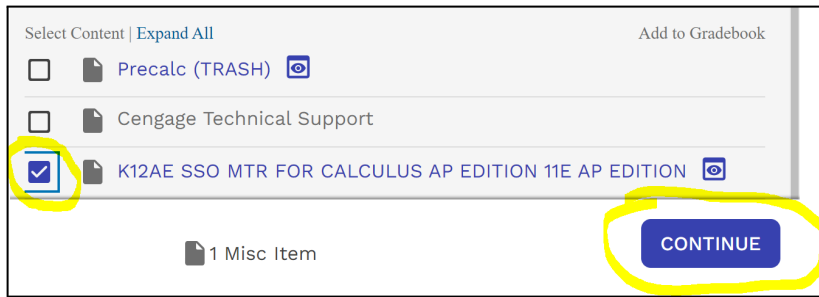 Select Content | Expand All Add to Gradebook
Precalc (TRASH)
Cengage Technical Support
K12AE SSO MTR FOR CALCULUS AP EDITION 11E AP EDITION
1 Misc Item
CONTINUE